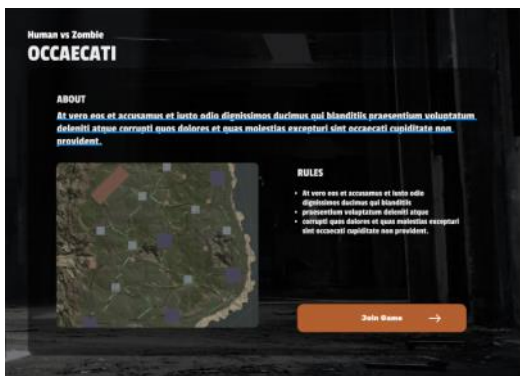 Human vs Zombie
OCCAECATI
ABOUT
At vero eos et accusamus et iusto odio dignissimos ducimus qui blanditiis praesentium voluptatum
deleniti atque corrupti quos dolores et quas molestias excepturi sint occaecati cupiditate non
provident.
RULES
• At vero eos et accusamus et iusto odio
dignissimos ducimus qui blanditiis
• praesentium voluptatum deleniti atque
• corrupti quos dolores et quas molestias excepturi
sint occaecati cupiditate non provident.
Join Game →